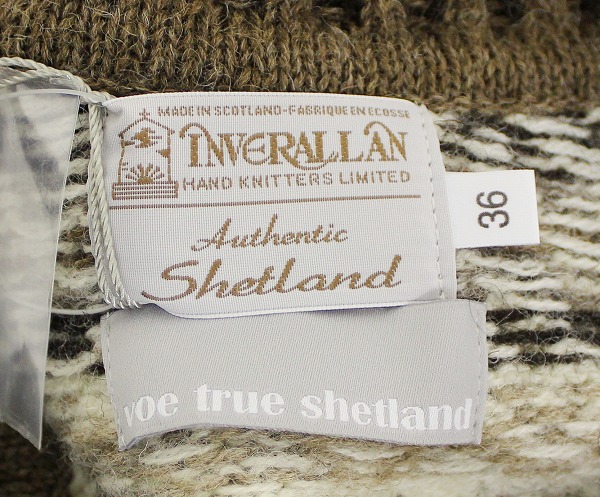 MADE IN SCOTLAND-FABRIQUE EN ECOSSE
INVERALLAN
HAND KNITTERS LIMITED
Authentic
Shetland
36
voe true shetland